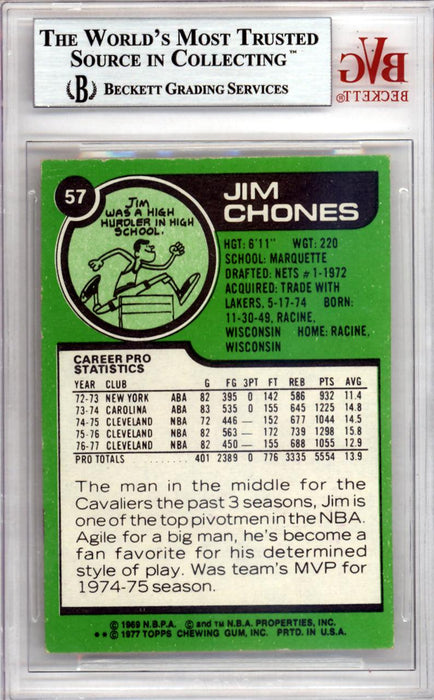 THE WORLD'S MOST TRUSTED
SOURCE IN COLLECTING™
B BECKETT GRADING SERVICES
BVG
BECKETT®
57
JIM
WAS A HIGH
HURDLER IN HIGH
SCHOOL.
JIM
CHONES
HGT: 6'11" WGT: 220
SCHOOL: MARQUETTE
DRAFTED: NETS #1-1972
ACQUIRED: TRADE WITH
LAKERS, 5-17-74 BORN:
11-30-49, RACINE,
WISCONSIN HOME: RACINE,
WISCONSIN
CAREER PRO
STATISTICS
YEAR CLUB G FG 3PT FT REB PTS AVG
72-73 NEW YORK ABA 82 395 0 142 586 932 11.4
73-74 CAROLINA ABA 83 535 0 155 645 1225 14.8
74-75 CLEVELAND NBA 72 446 — 152 677 1044 14.5
75-76 CLEVELAND NBA 82 563 — 172 739 1298 15.8
76-77 CLEVELAND NBA 82 450 — 155 688 1055 12.9
PRO TOTALS 401 2389 0 776 3335 5554 13.9
The man in the middle for the
Cavaliers the past 3 seasons, Jim is
one of the top pivotmen in the NBA.
Agile for a big man, he's become a
fan favorite for his determined
style of play. Was team's MVP for
1974-75 season.
© 1969 N.B.P.A. © and ™ N.B.A. PROPERTIES, INC.
** © 1977 TOPPS CHEWING GUM, INC. PRTD. IN U.S.A.